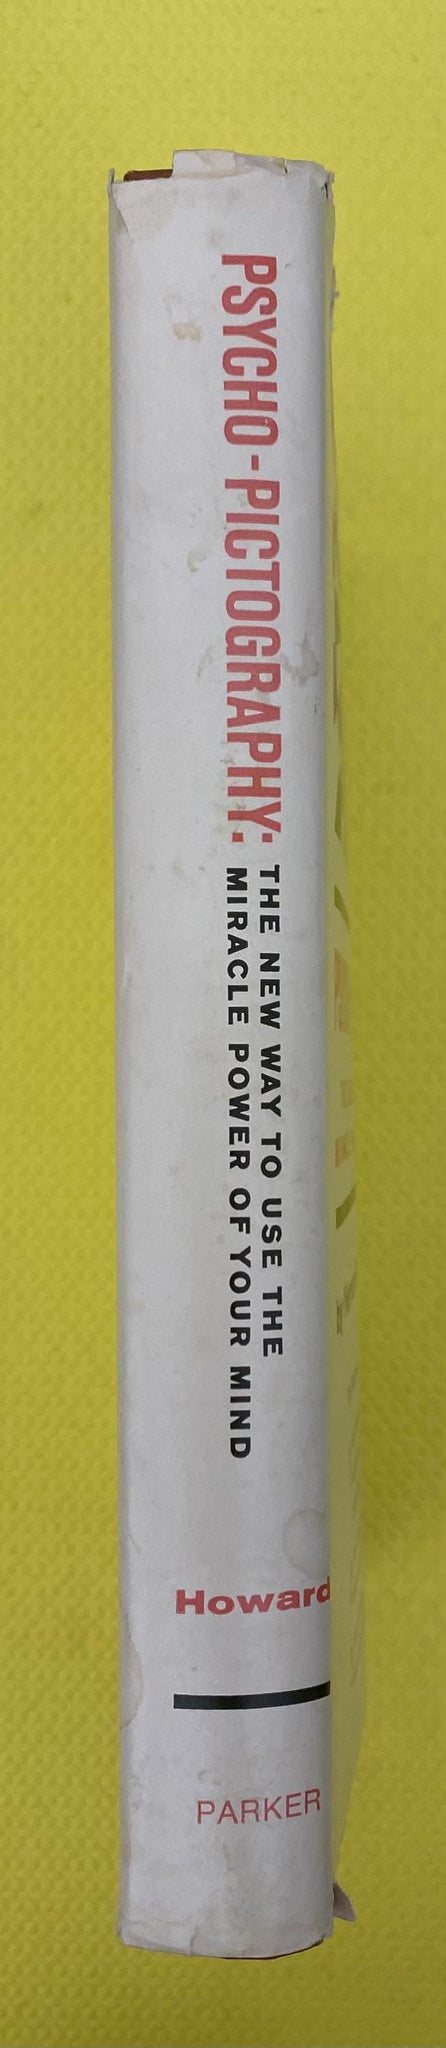 PSYCHO-PICTOGRAPHY:
THE NEW WAY TO USE THE
MIRACLE POWER OF YOUR MIND
Howard
PARKER